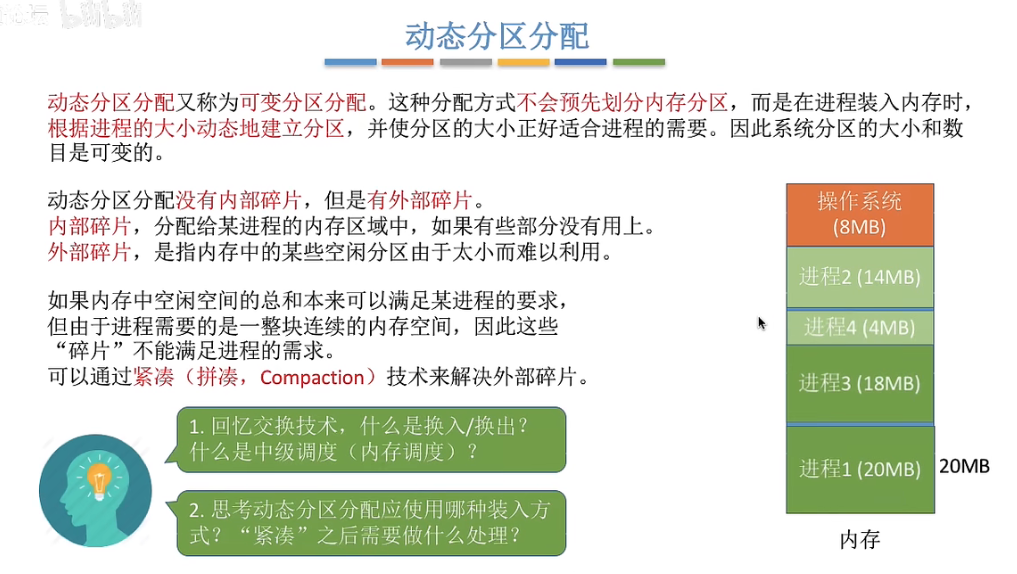 bilibili
动态分区分配
动态分区分配又称为可变分区分配。这种分配方式不会预先划分内存分区，而是在进程装入内存时，
根据进程的大小动态地建立分区，并使分区的大小正好适合进程的需要。因此系统分区的大小和数
目是可变的。
动态分区分配没有内部碎片，但是有外部碎片。
内部碎片，分配给某进程的内存区域中，如果有些部分没有用上。
外部碎片，是指内存中的某些空闲分区由于太小而难以利用。
如果内存中空闲空间的总和本来可以满足某进程的要求，
但由于进程需要的是一整块连续的内存空间，因此这些
“碎片”不能满足进程的需求。
可以通过紧凑（拼凑，Compaction）技术来解决外部碎片。
1. 回忆交换技术，什么是换入/换出？
什么是中级调度（内存调度）？
2. 思考动态分区分配应使用哪种装入方
式？“紧凑”之后需要做什么处理？
操作系统
(8MB)
进程2 (14MB)
进程4 (4MB)
进程3 (18MB)
进程1 (20MB)
20MB
内存